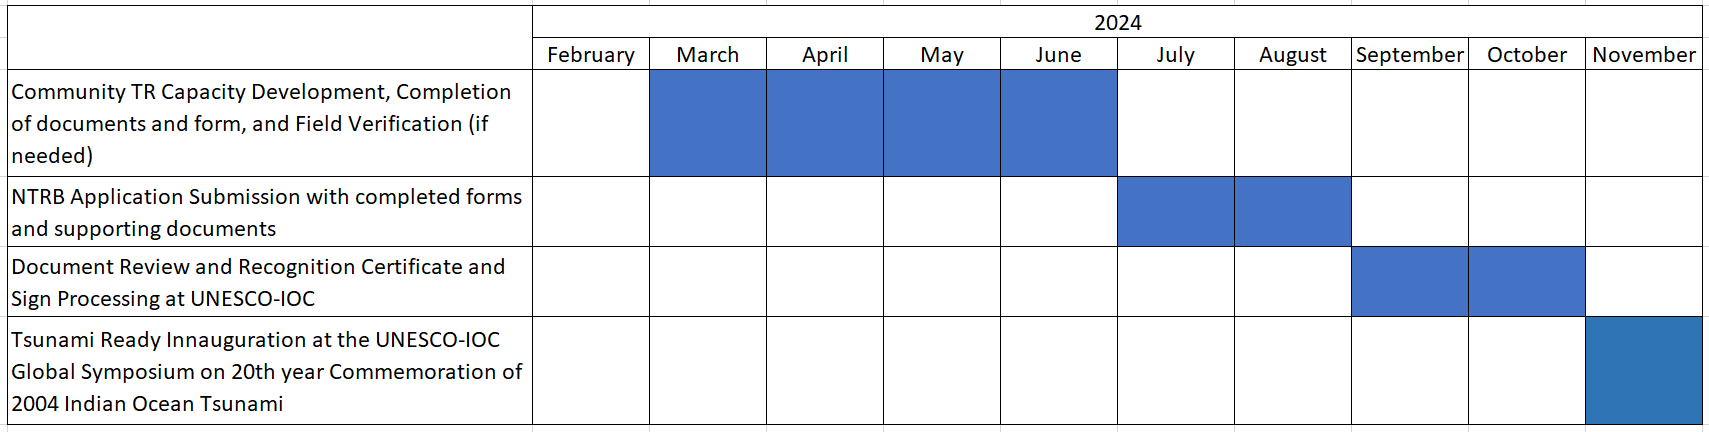 2024
February March April May June July August September October November
Community TR Capacity Development, Completion
of documents and form, and Field Verification (if
needed)
NTRB Application Submission with completed forms
and supporting documents
Document Review and Recognition Certificate and
Sign Processing at UNESCO-IOC
Tsunami Ready Innauguration at the UNESCO-IOC
Global Symposium on 20th year Commemoration of
2004 Indian Ocean Tsunami